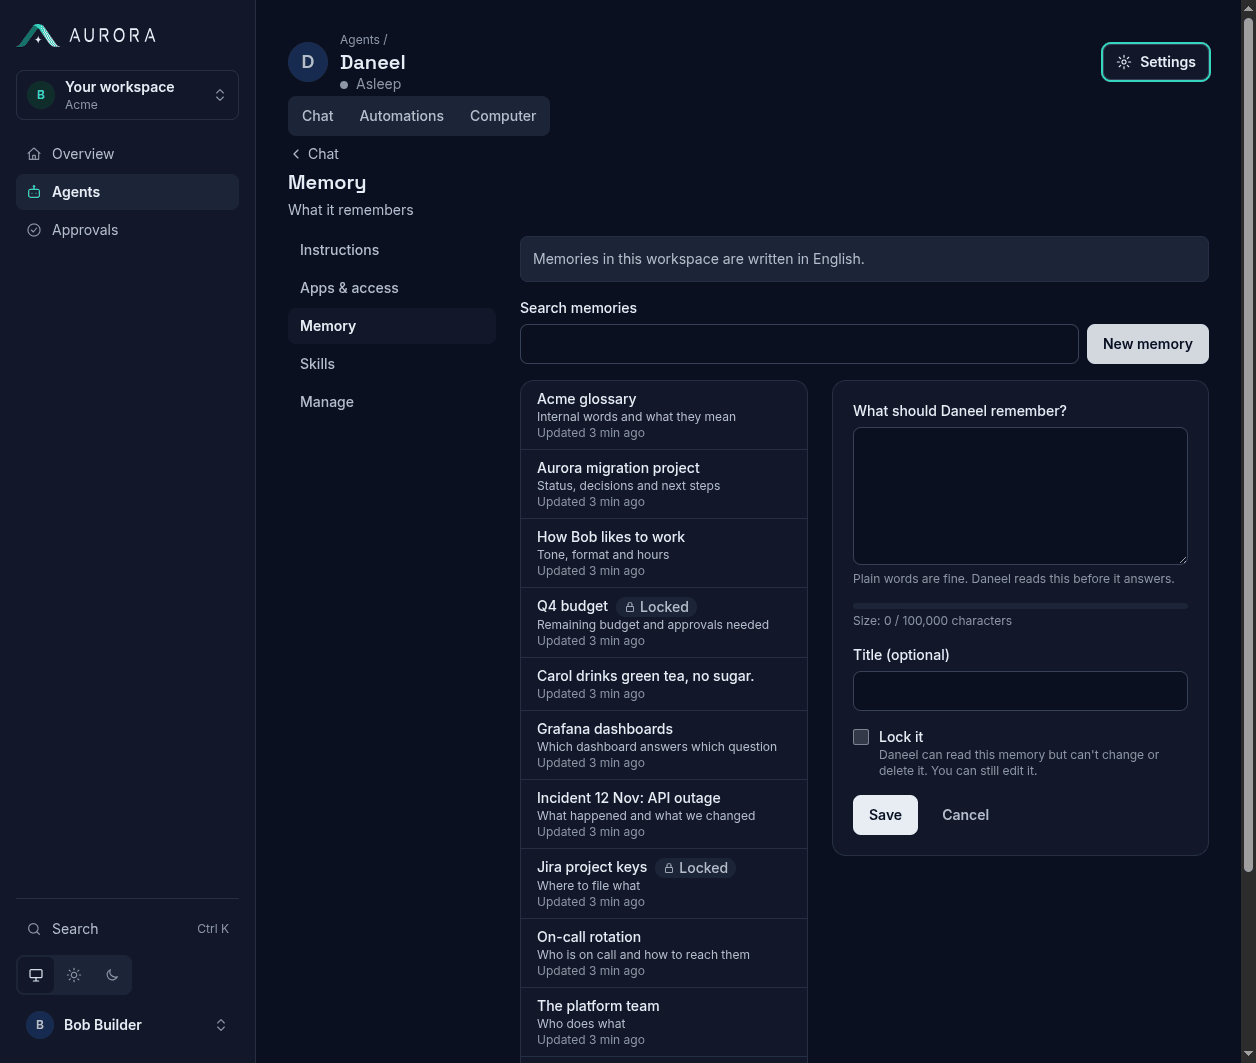 AURORA
B
Your workspace
Acme
Overview
Agents
Approvals
Search
Ctrl K
B
Bob Builder
D
Agents /
Daneel
Asleep
Settings
Chat
Automations
Computer
Chat
Memory
What it remembers
Instructions
Apps & access
Memory
Skills
Manage
Memories in this workspace are written in English.
Search memories
New memory
Acme glossary
Internal words and what they mean
Updated 3 min ago
Aurora migration project
Status, decisions and next steps
Updated 3 min ago
How Bob likes to work
Tone, format and hours
Updated 3 min ago
Q4 budget
Locked
Remaining budget and approvals needed
Updated 3 min ago
Carol drinks green tea, no sugar.
Updated 3 min ago
Grafana dashboards
Which dashboard answers which question
Updated 3 min ago
Incident 12 Nov: API outage
What happened and what we changed
Updated 3 min ago
Jira project keys
Locked
Where to file what
Updated 3 min ago
On-call rotation
Who is on call and how to reach them
Updated 3 min ago
The platform team
Who does what
Updated 3 min ago
What should Daneel remember?
Plain words are fine. Daneel reads this before it answers.
Size: 0 / 100,000 characters
Title (optional)
Lock it
Daneel can read this memory but can't change or
delete it. You can still edit it.
Save
Cancel